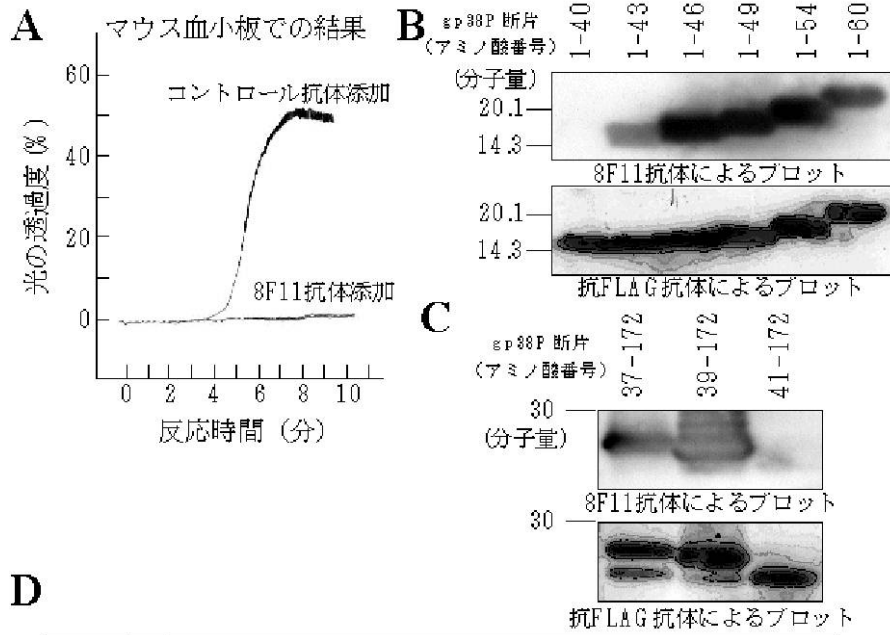 A
マウス血小板での結果
60
40
20
0
光の透過度(%)
コントロール抗体添加
8F11抗体添加
0 2 4 6 8 10
反応時間 (分)
B
gp38P 断片
(アミノ酸番号)
1-40 1-43 1-46 1-49 1-54 1-60
(分子量)
20.1
14.3
8F11抗体によるブロット
20.1
14.3
抗FLAG抗体によるブロット
C
gp38P 断片
(アミノ酸番号)
37-172 39-172 41-172
30
(分子量)
8F11抗体によるブロット
30
抗FLAG抗体によるブロット
D